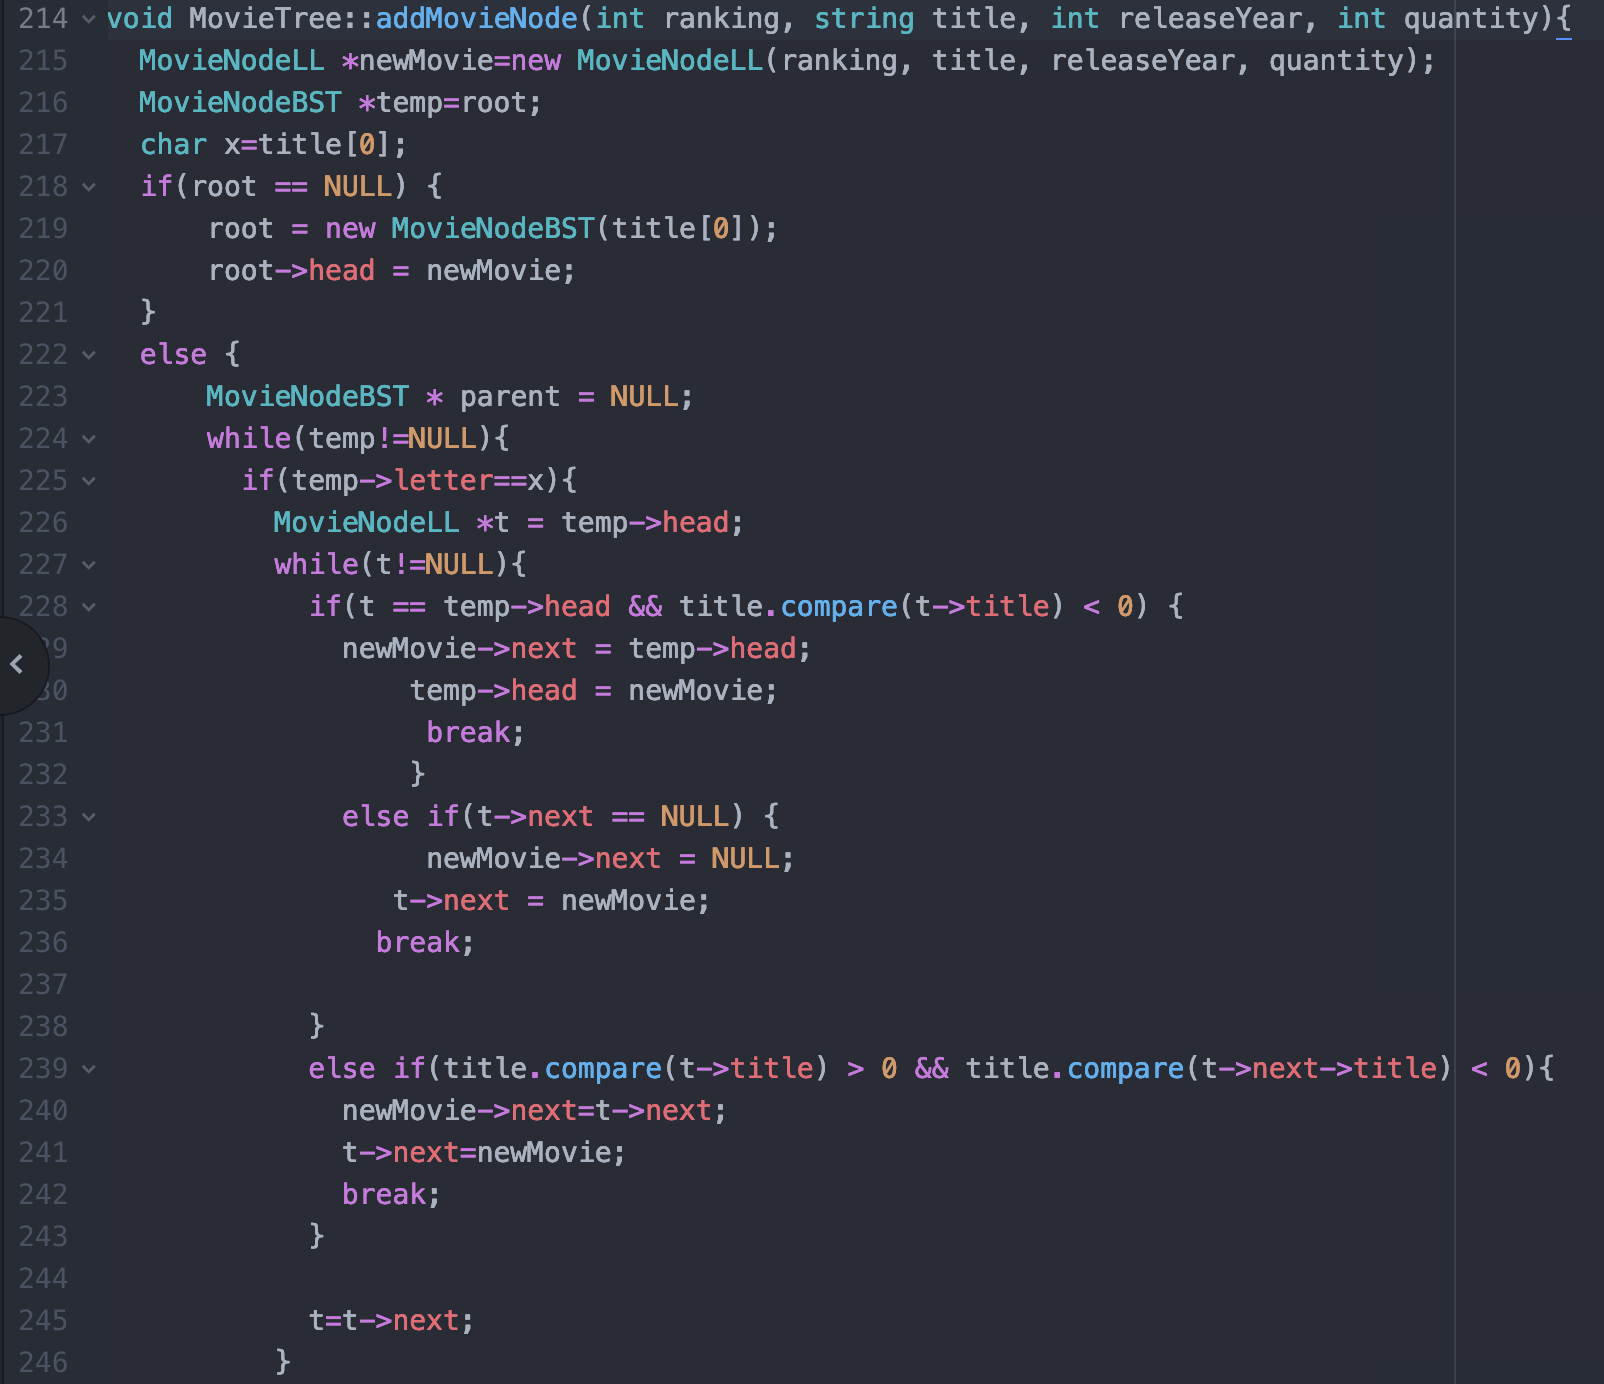 214 void MovieTree::addMovieNode(int ranking, string title, int releaseYear, int quantity){
215   MovieNodeLL *newMovie=new MovieNodeLL(ranking, title, releaseYear, quantity);
216   MovieNodeBST *temp=root;
217   char x=title[0];
218   if(root == NULL) {
219       root = new MovieNodeBST(title[0]);
220       root->head = newMovie;
221   }
222   else {
223       MovieNodeBST * parent = NULL;
224       while(temp!=NULL){
225         if(temp->letter==x){
226           MovieNodeLL *t = temp->head;
227           while(t!=NULL){
228             if(t == temp->head && title.compare(t->title) < 0) {
9               newMovie->next = temp->head;
30                  temp->head = newMovie;
231                  break;
232                 }
233             else if(t->next == NULL) {
234                  newMovie->next = NULL;
235                t->next = newMovie;
236               break;
237
238             }
239             else if(title.compare(t->title) > 0 && title.compare(t->next->title) < 0){
240               newMovie->next=t->next;
241               t->next=newMovie;
242               break;
243             }
244
245             t=t->next;
246           }